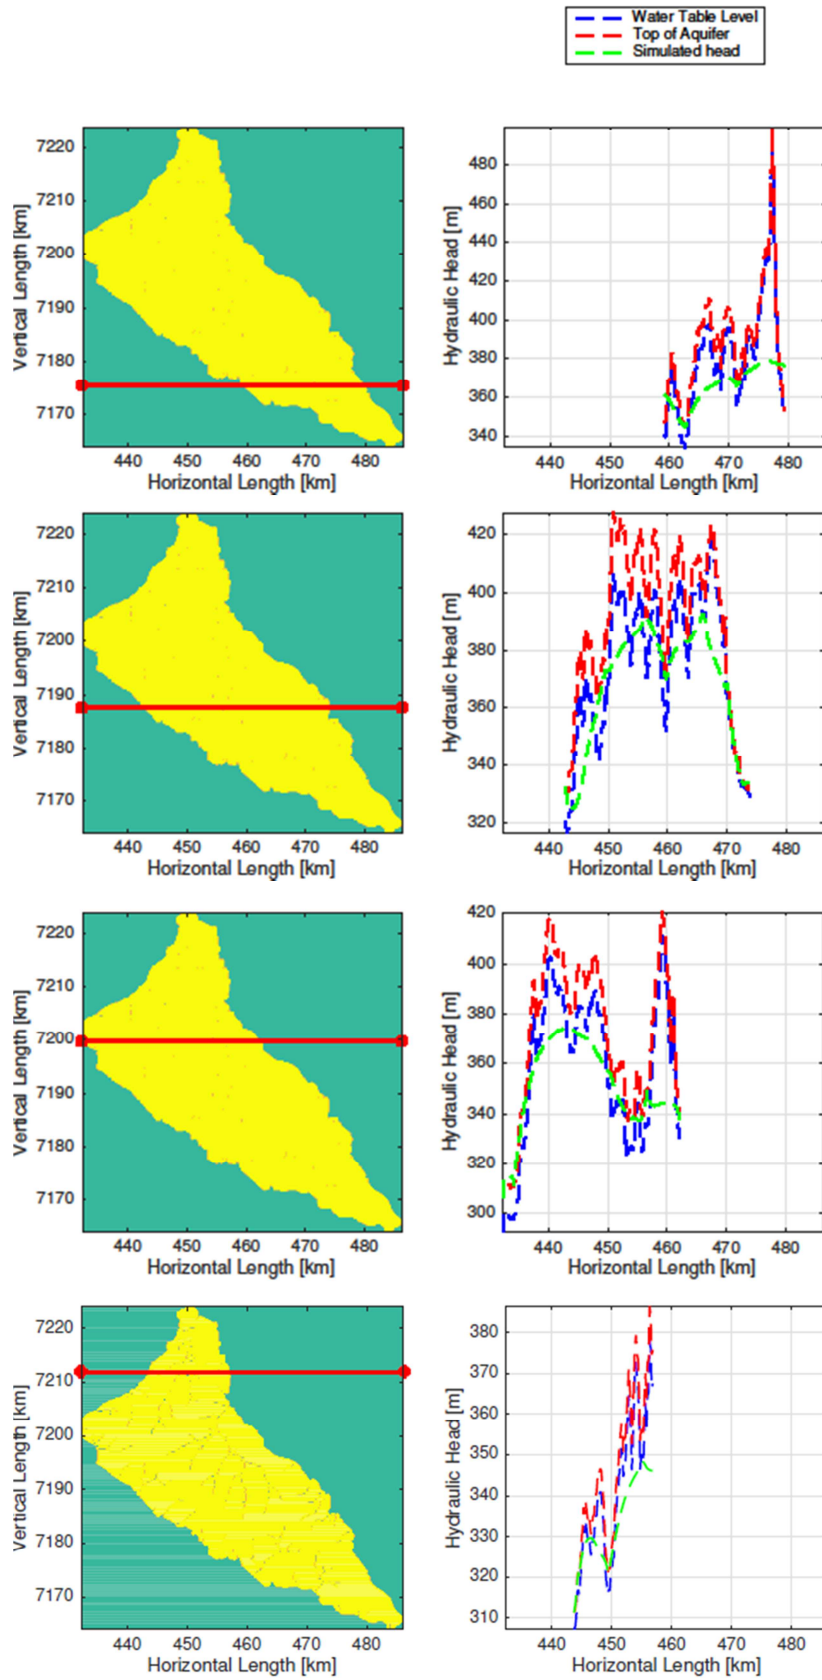 Water Table Level
Top of Aquifer
Simulated head
7220
7210
7200
7190
7180
7170
Vertical Length [km]
440 450 460 470 480
Horizontal Length [km]
480
460
440
420
400
380
360
340
Hydraulic Head [m]
440 450 460 470 480
Horizontal Length [km]
7220
7210
7200
7190
7180
7170
Vertical Length [km]
440 450 460 470 480
Horizontal Length [km]
420
400
380
360
340
320
Hydraulic Head [m]
440 450 460 470 480
Horizontal Length [km]
7220
7210
7200
7190
7180
7170
Vertical Length [km]
440 450 460 470 480
Horizontal Length [km]
420
400
380
360
340
320
300
Hydraulic Head [m]
440 450 460 470 480
Horizontal Length [km]
7220
7210
7200
7190
7180
7170
Vertical Length [km]
440 450 460 470 480
Horizontal Length [km]
380
370
360
350
340
330
320
310
Hydraulic Head [m]
440 450 460 470 480
Horizontal Length [km]